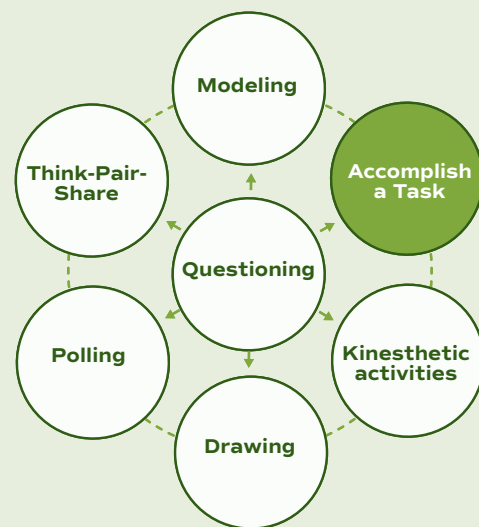 Modeling
Think-Pair-
Share
Accomplish
a Task
Questioning
Polling
Kinesthetic
activities
Drawing